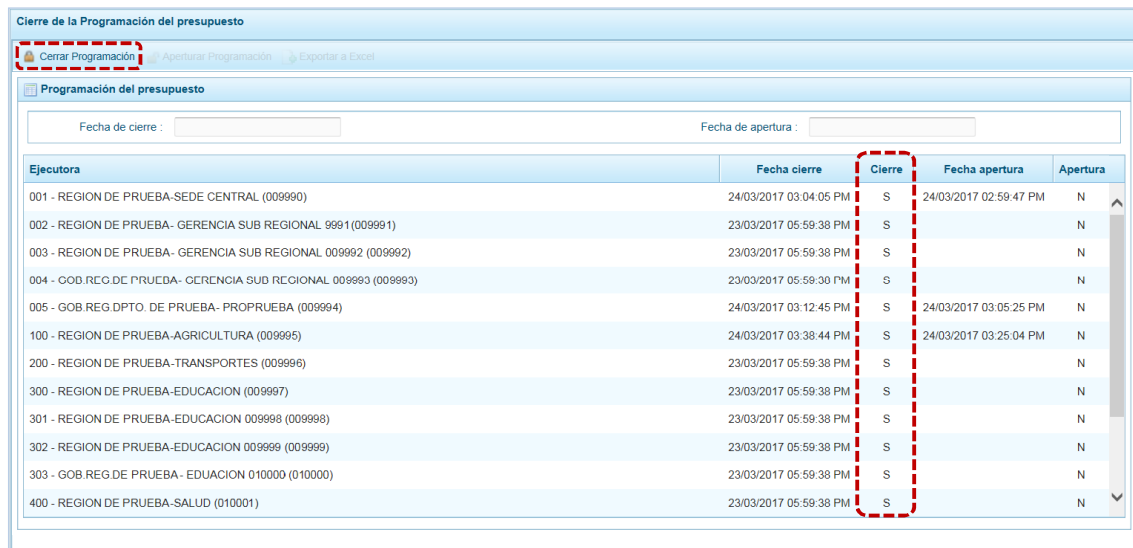 Cierre de la Programación del presupuesto
Cerrar Programación Aperturar Programación Exportar a Excel
Programación del presupuesto
Fecha de cierre : Fecha de apertura :
Ejecutora Fecha cierre Cierre Fecha apertura Apertura
001 - REGION DE PRUEBA-SEDE CENTRAL (009990) 24/03/2017 03:04:05 PM S 24/03/2017 02:59:47 PM N
002 - REGION DE PRUEBA- GERENCIA SUB REGIONAL 9991(009991) 23/03/2017 05:59:38 PM S N
003 - REGION DE PRUEBA- GERENCIA SUB REGIONAL 009992 (009992) 23/03/2017 05:59:38 PM S N
004 - GOB.REG.DE PRUEBA- GERENCIA SUB REGIONAL 009993 (009993) 23/03/2017 05:59:38 PM S N
005 - GOB.REG.DPTO. DE PRUEBA- PROPRUEBA (009994) 24/03/2017 03:12:45 PM S 24/03/2017 03:05:25 PM N
100 - REGION DE PRUEBA-AGRICULTURA (009995) 24/03/2017 03:38:44 PM S 24/03/2017 03:25:04 PM N
200 - REGION DE PRUEBA-TRANSPORTES (009996) 23/03/2017 05:59:38 PM S N
300 - REGION DE PRUEBA-EDUCACION (009997) 23/03/2017 05:59:38 PM S N
301 - REGION DE PRUEBA-EDUCACION 009998 (009998) 23/03/2017 05:59:38 PM S N
302 - REGION DE PRUEBA-EDUCACION 009999 (009999) 23/03/2017 05:59:38 PM S N
303 - GOB.REG.DE PRUEBA- EDUACION 010000 (010000) 23/03/2017 05:59:38 PM S N
400 - REGION DE PRUEBA-SALUD (010001) 23/03/2017 05:59:38 PM S N